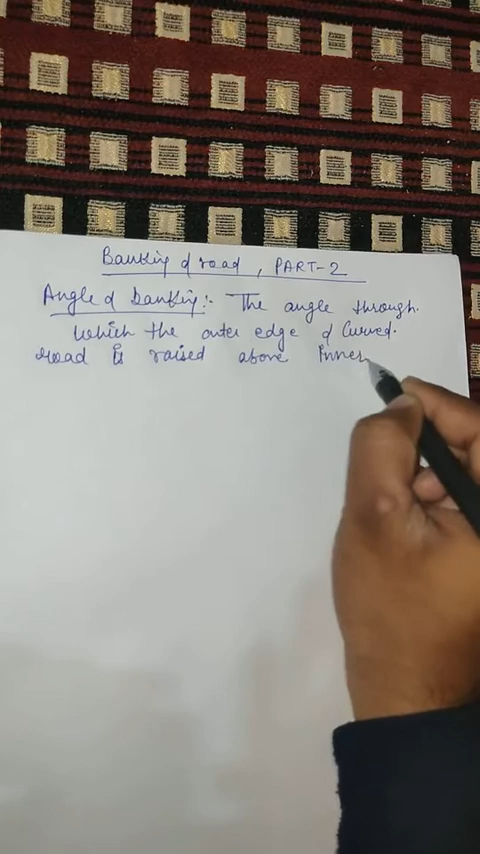 Banking of road, PART-2
Angle of banking:- The angle through
which the outer edge of curved
road is raised above inner